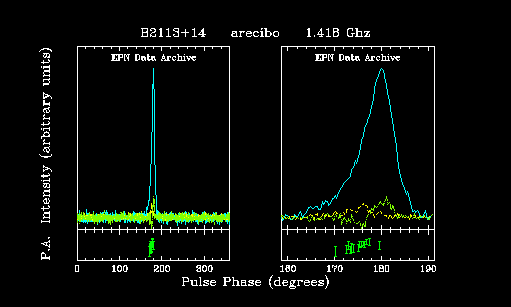 B2113+14 arecibo 1.418 Ghz
EPN Data Archive EPN Data Archive
P.A. Intensity (arbitrary units)
0 100 200 300 160 170 180 190
Pulse Phase (degrees)